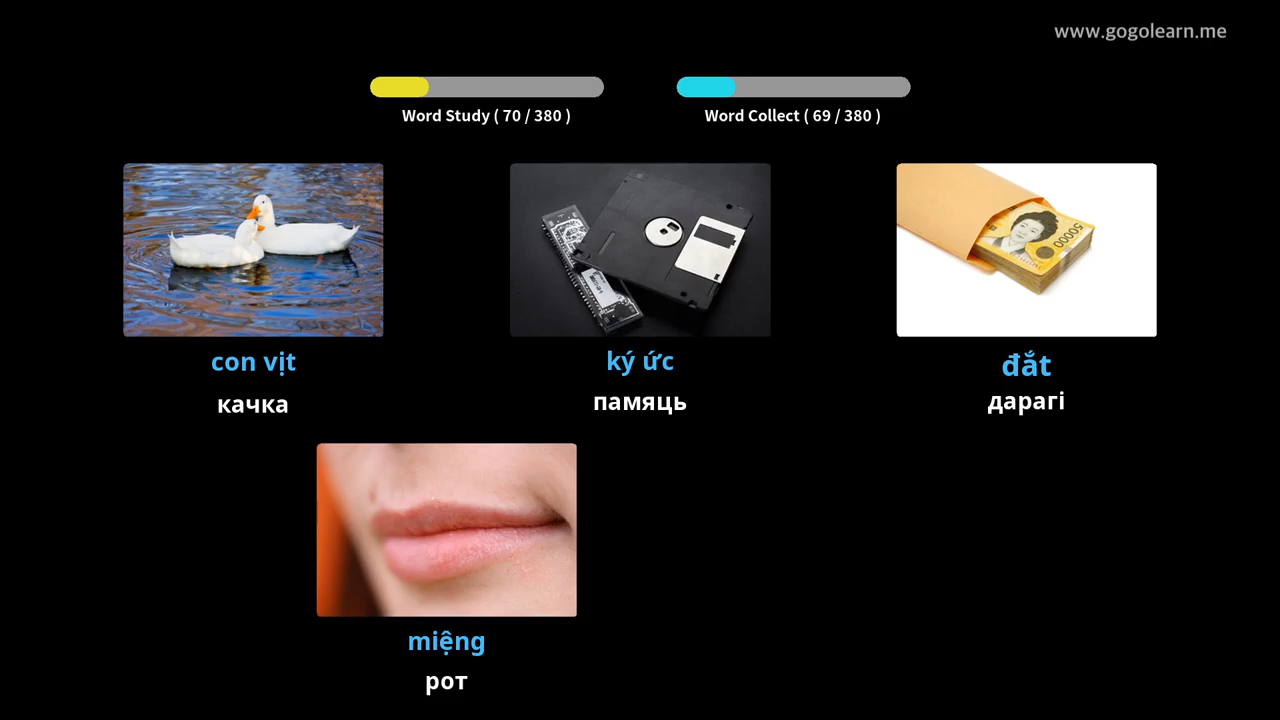 www.gogolearn.me
Word Study ( 70 / 380 )
Word Collect ( 69 / 380 )
con vịt
качка
ký ức
памяць
đắt
дарагі
50000
miệng
рот